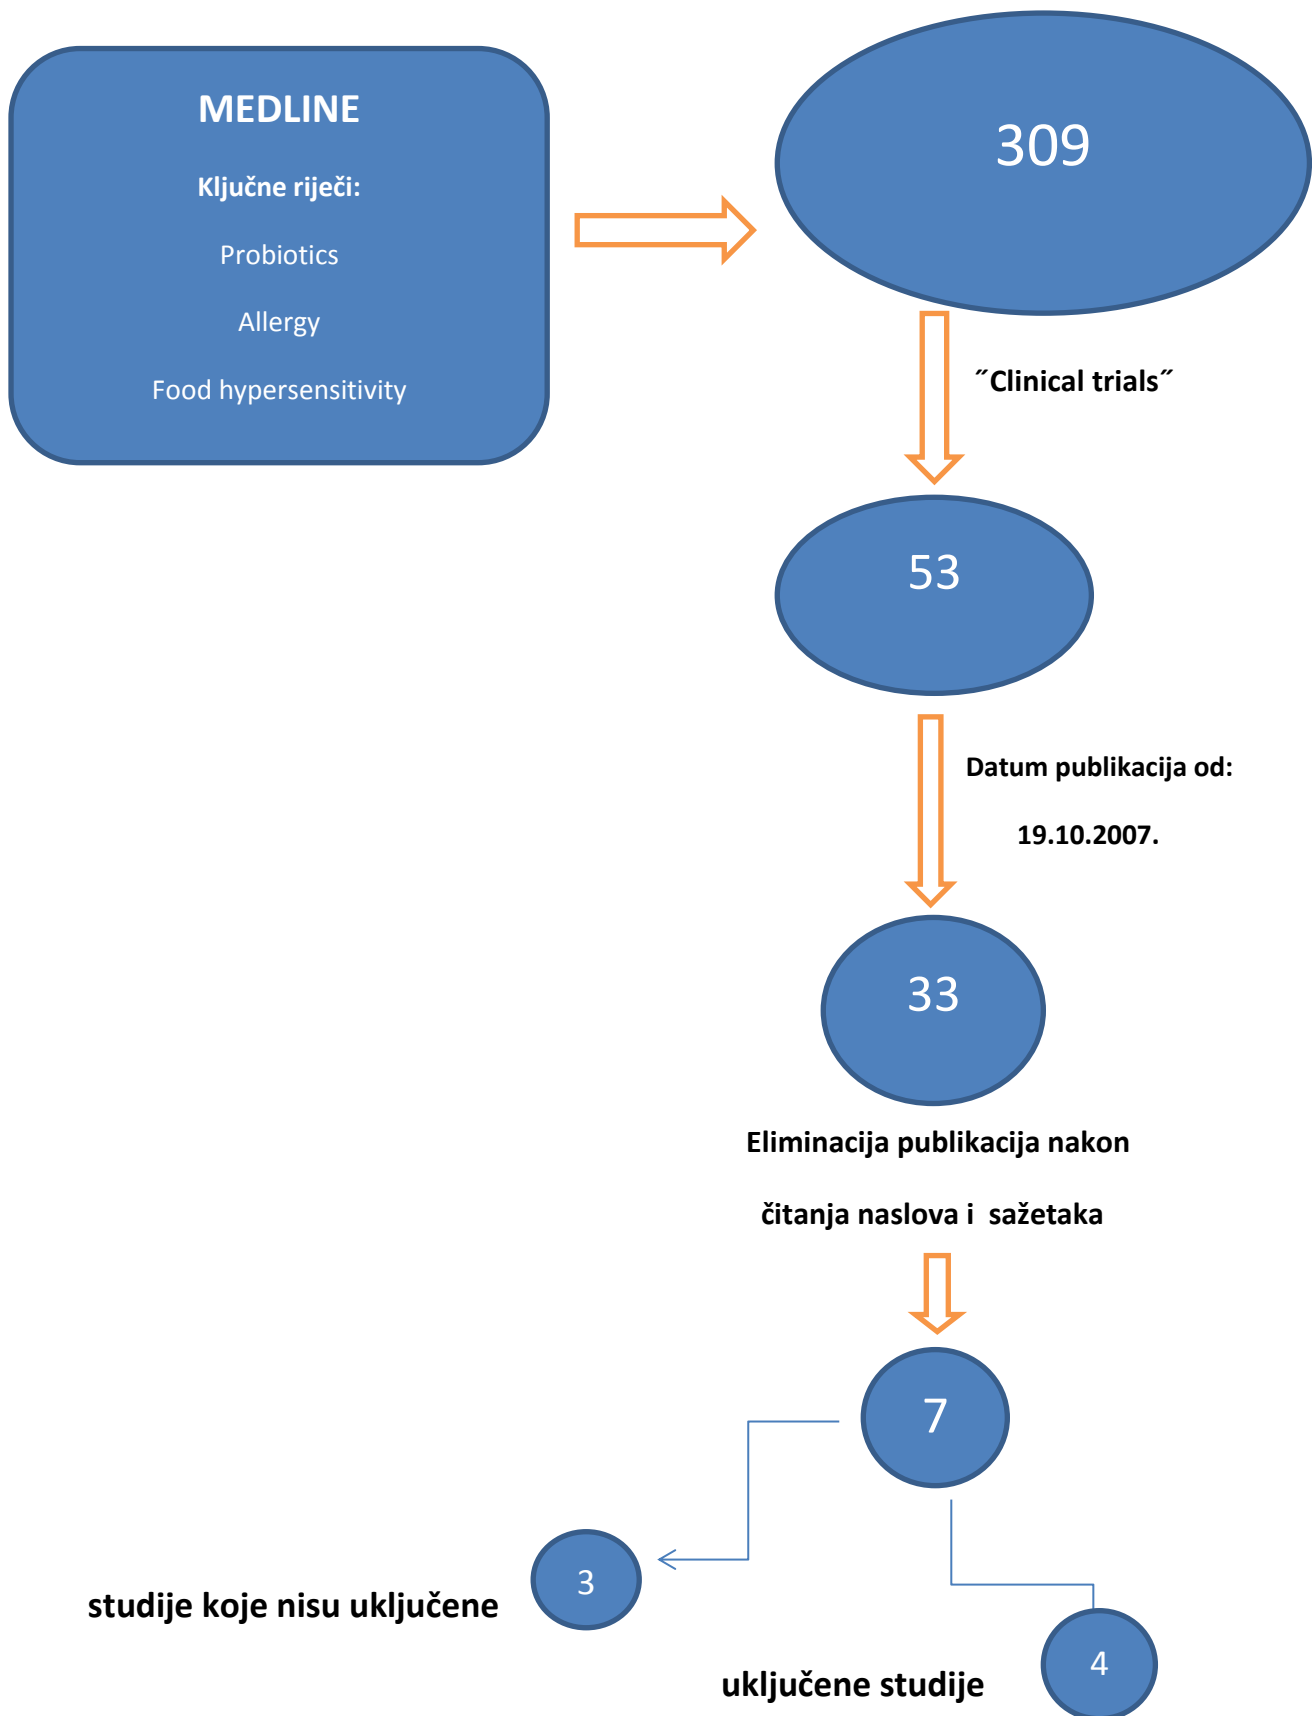 MEDLINE
Ključne riječi:
Probiotics
Allergy
Food hypersensitivity
309
˝Clinical trials˝
53
Datum publikacija od:
19.10.2007.
33
Eliminacija publikacija nakon
čitanja naslova i sažetaka
7
3
studije koje nisu uključene
4
uključene studije